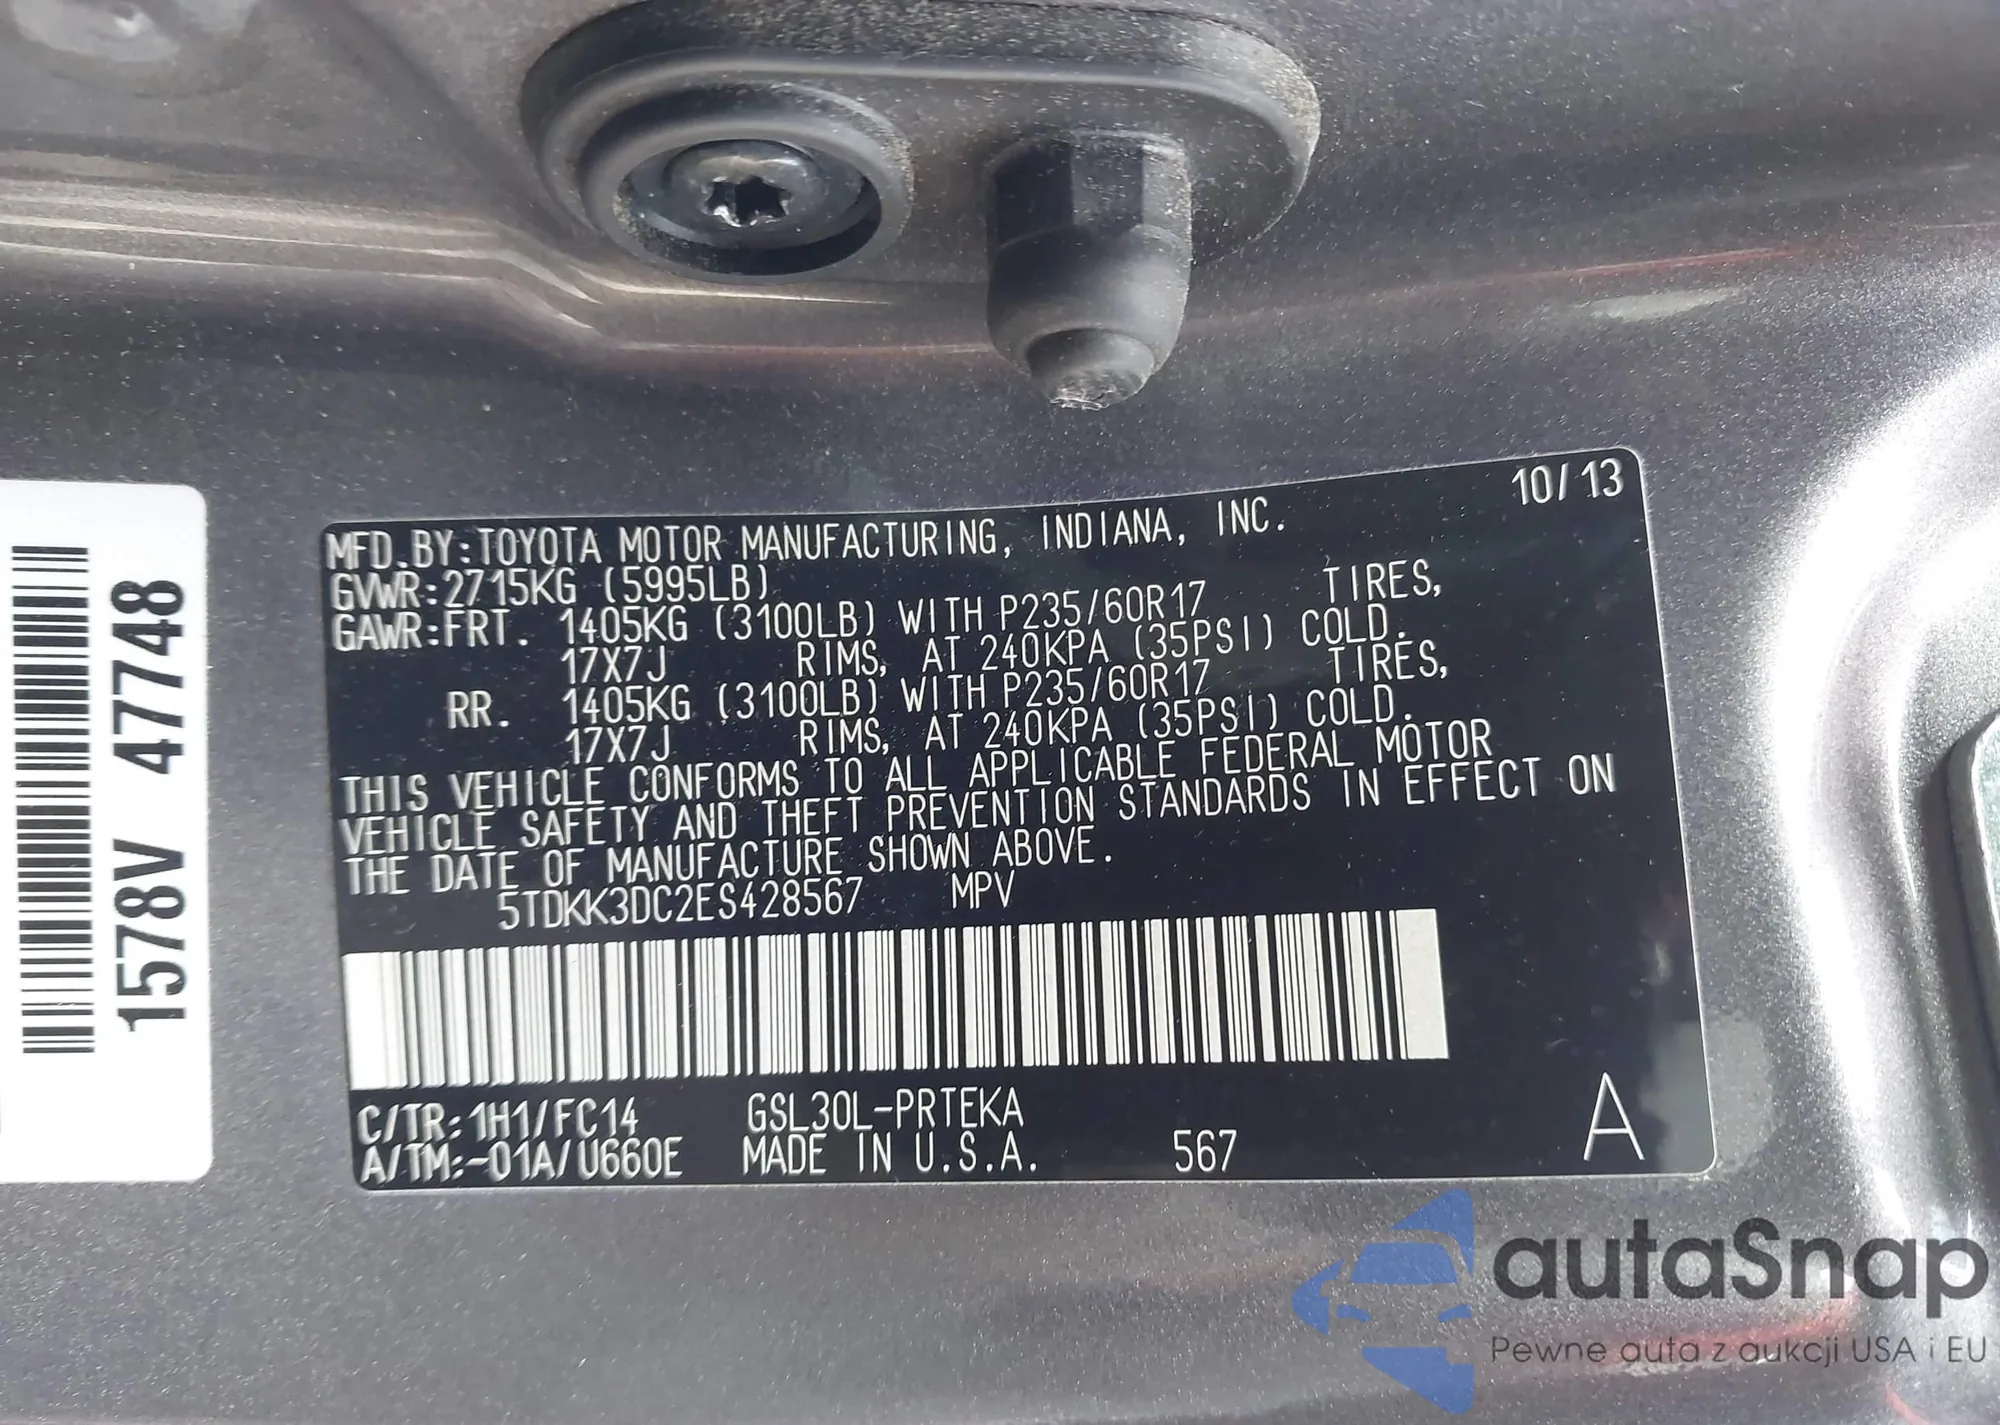 10/13
MFD.BY:TOYOTA MOTOR MANUFACTURING, INDIANA, INC.
GVWR:2715KG (5995LB)
GAWR:FRT. 1405KG (3100LB) WITH P235/60R17 TIRES,
17X7J RIMS, AT 240KPA (35PSI) COLD.
RR. 1405KG (3100LB) WITH P235/60R17 TIRES,
17X7J RIMS, AT 240KPA (35PSI) COLD.
THIS VEHICLE CONFORMS TO ALL APPLICABLE FEDERAL MOTOR
VEHICLE SAFETY AND THEFT PREVENTION STANDARDS IN EFFECT ON
THE DATE OF MANUFACTURE SHOWN ABOVE.
5TDKK3DC2ES428567 MPV
C/TR:1H1/FC14 GSL30L-PRTEKA
A/TM:-01A/U660E MADE IN U.S.A. 567 A
1578V 47748
autaSnap
Pewne auta z aukcji USA i EU